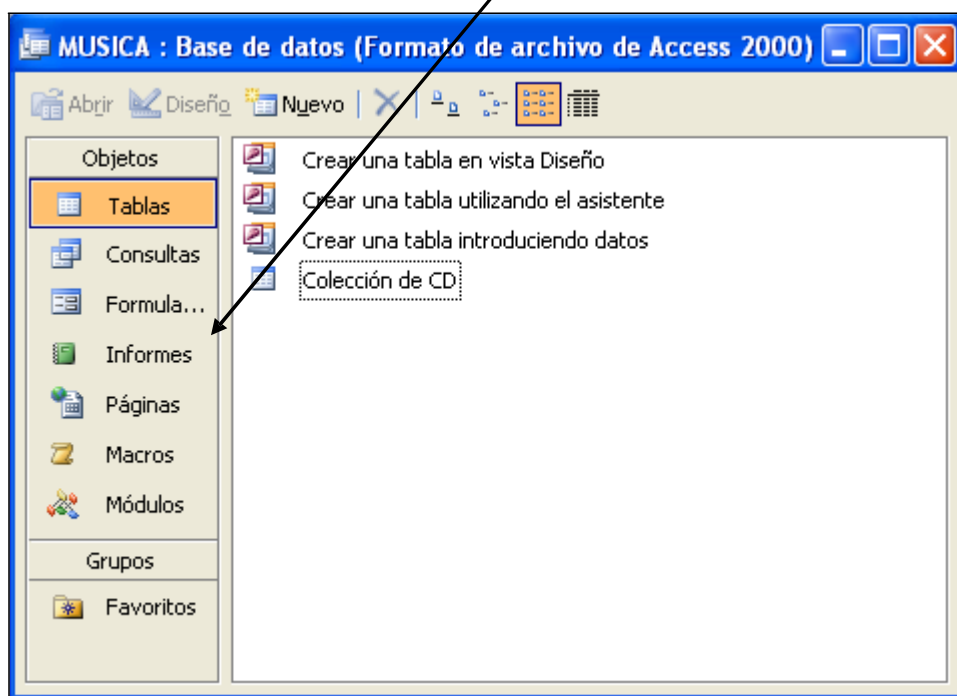 MUSICA : Base de datos (Formato de archivo de Access 2000)
Abrir Diseño Nuevo
Objetos
Tablas
Consultas
Formula...
Informes
Páginas
Macros
Módulos
Grupos
Favoritos
Crear una tabla en vista Diseño
Crear una tabla utilizando el asistente
Crear una tabla introduciendo datos
Colección de CD